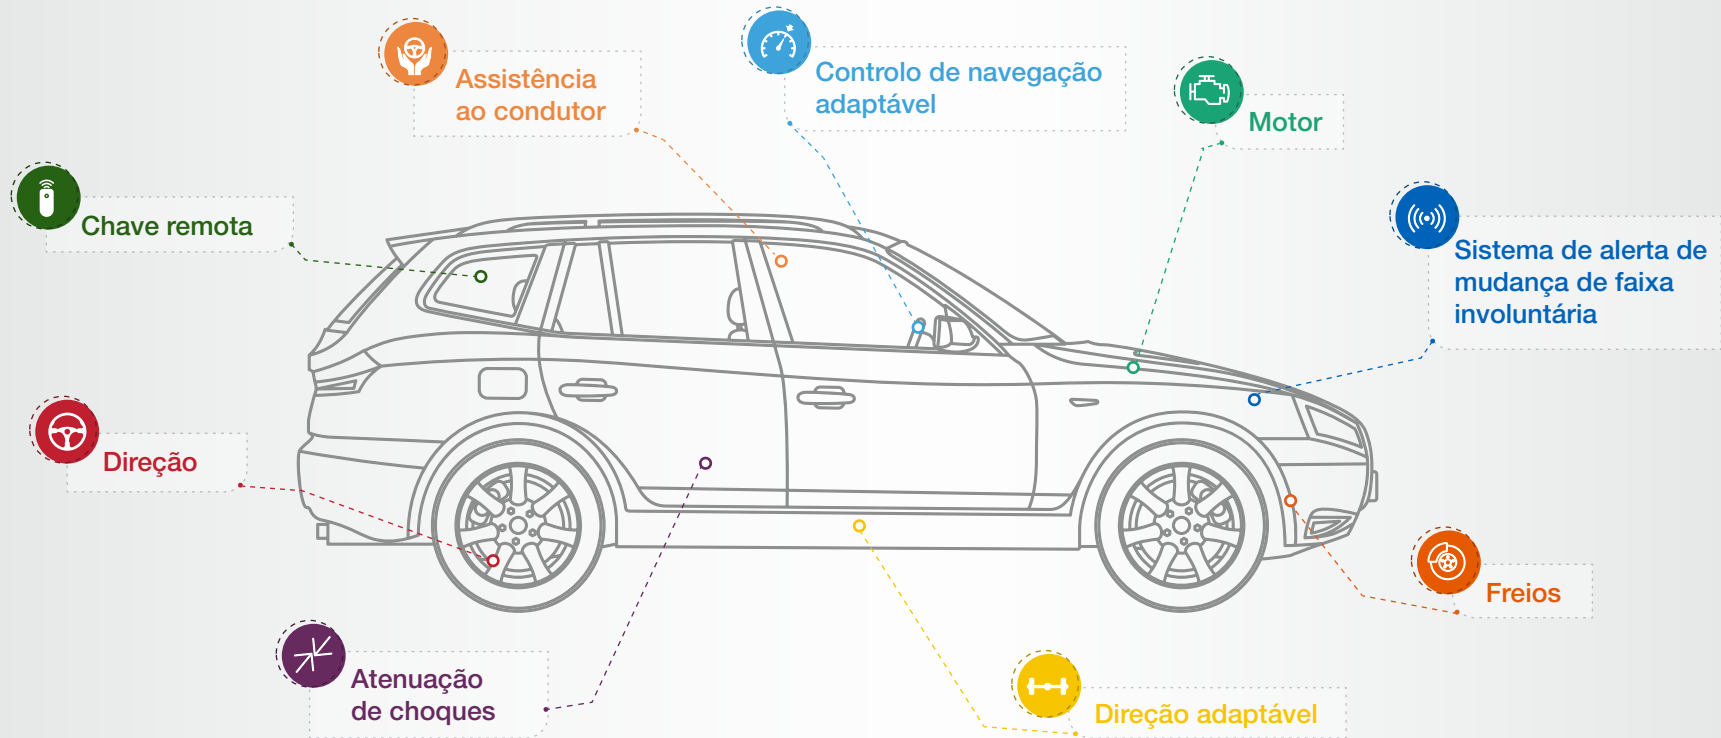 Assistência
ao condutor
Controlo de navegação
adaptável
Motor
Chave remota
Sistema de alerta de
mudança de faixa
involuntária
Direção
Freios
Atenuação
de choques
Direção adaptável